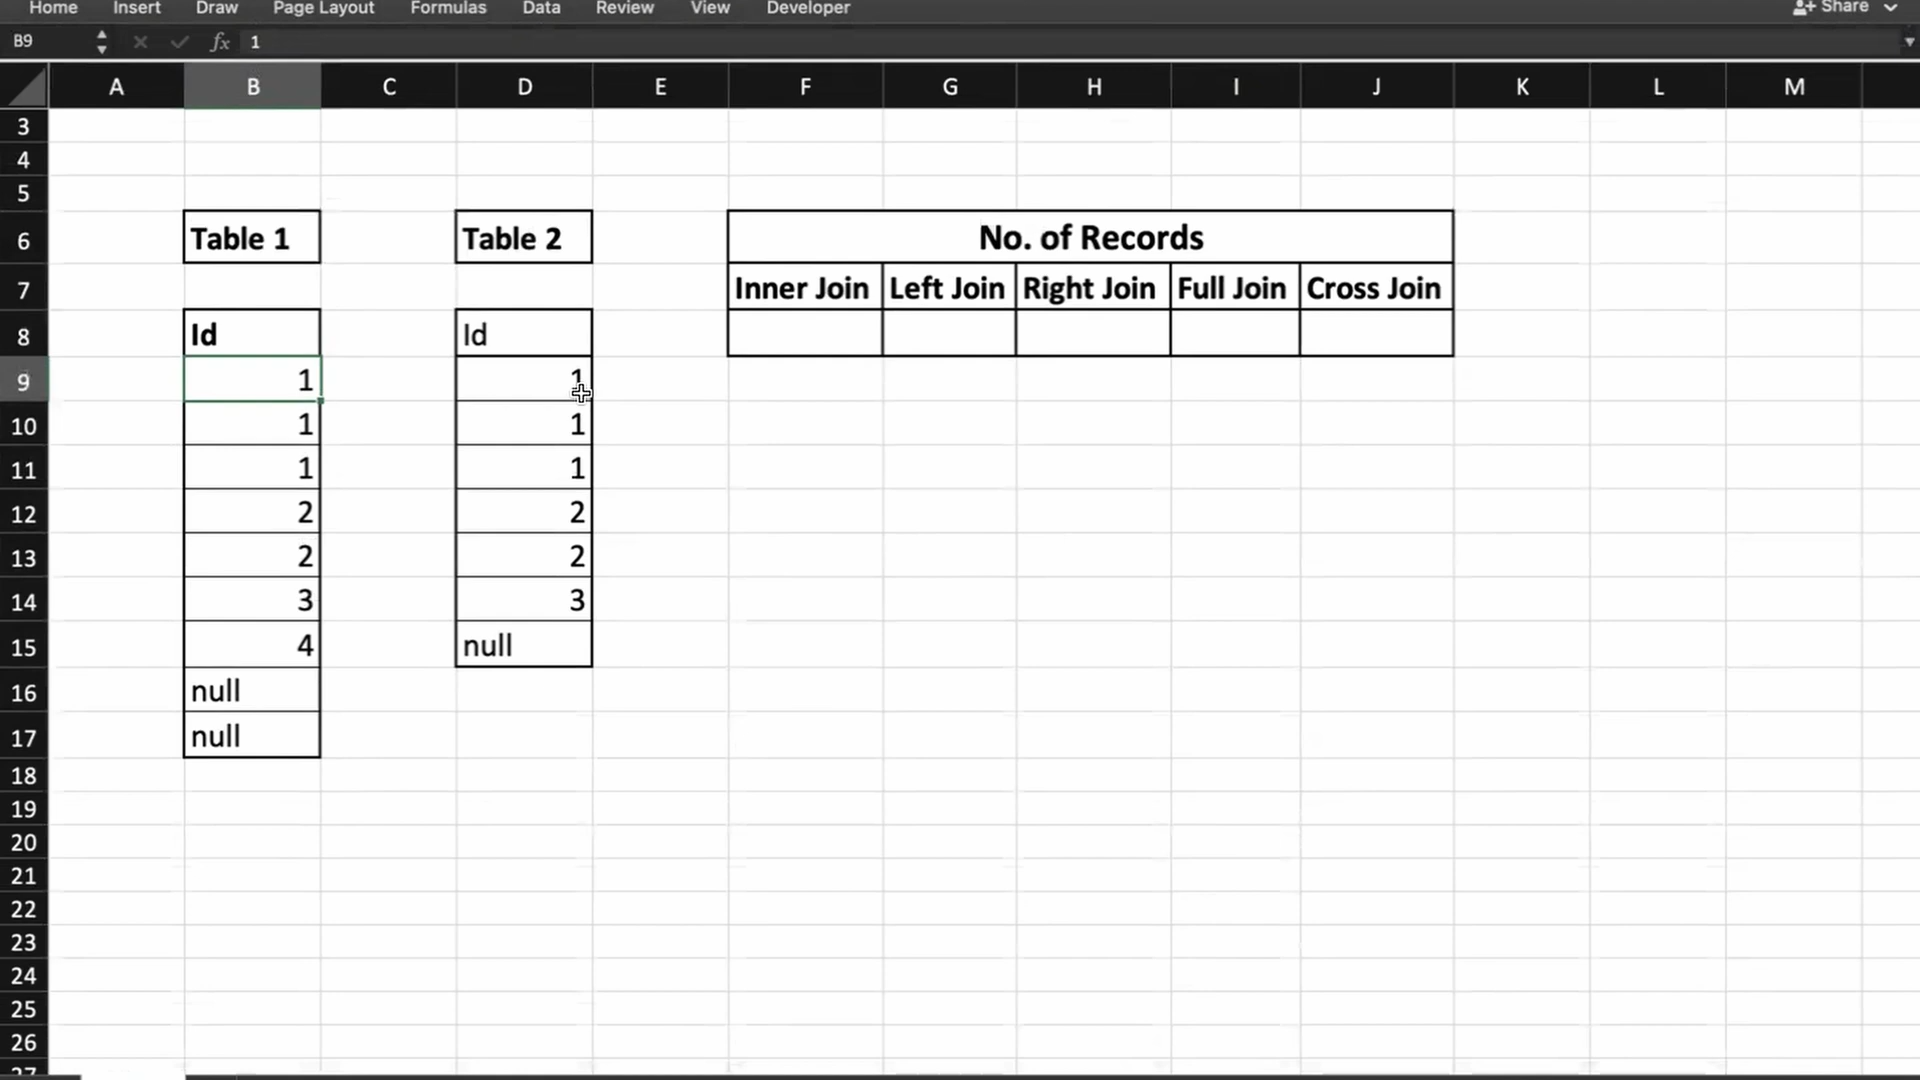 Home Insert Draw Page Layout Formulas Data Review View Developer Share
B9 fx 1
A B C D E F G H I J K L M
3
4
5
6 Table 1 Table 2 No. of Records
7 Inner Join Left Join Right Join Full Join Cross Join
8 Id Id
9 1 1
10 1 1
11 1 1
12 2 2
13 2 2
14 3 3
15 4 null
16 null
17 null
18
19
20
21
22
23
24
25
26
27